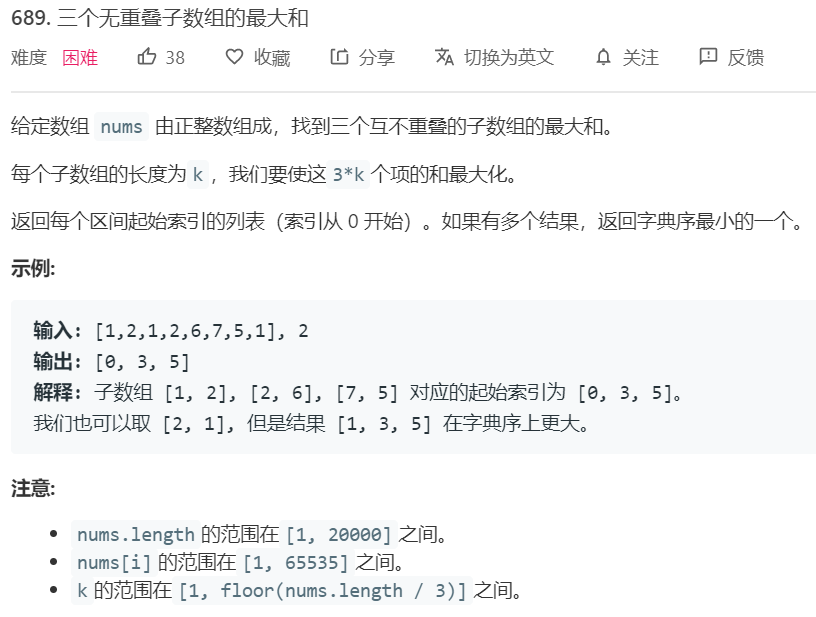 689. 三个无重叠子数组的最大和
难度 困难 38 收藏 分享 切换为英文 关注 反馈
给定数组 nums 由正整数组成，找到三个互不重叠的子数组的最大和。
每个子数组的长度为 k ，我们要使这 3*k 个项的和最大化。
返回每个区间起始索引的列表（索引从 0 开始）。如果有多个结果，返回字典序最小的一个。
示例:
输入: [1,2,1,2,6,7,5,1], 2
输出: [0, 3, 5]
解释: 子数组 [1, 2], [2, 6], [7, 5] 对应的起始索引为 [0, 3, 5]。
我们也可以取 [2, 1], 但是结果 [1, 3, 5] 在字典序上更大。
注意:
• nums.length 的范围在 [1, 20000] 之间。
• nums[i] 的范围在 [1, 65535] 之间。
• k 的范围在 [1, floor(nums.length / 3)] 之间。